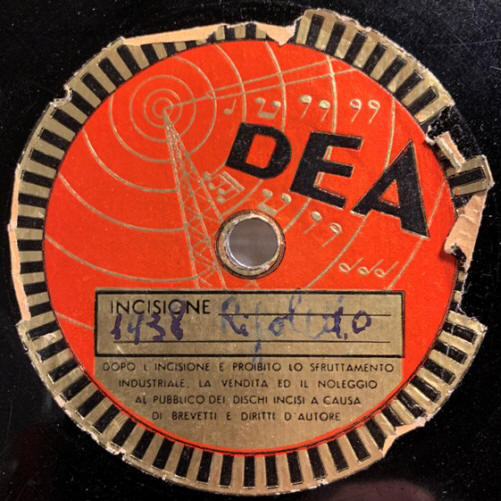 DEA
INCISIONE
1938
DOPO L'INCISIONE È PROIBITO LO SFRUTTAMENTO
INDUSTRIALE, LA VENDITA ED IL NOLEGGIO
AL PUBBLICO DEI DISCHI INCISI A CAUSA
DI BREVETTI E DIRITTI D'AUTORE